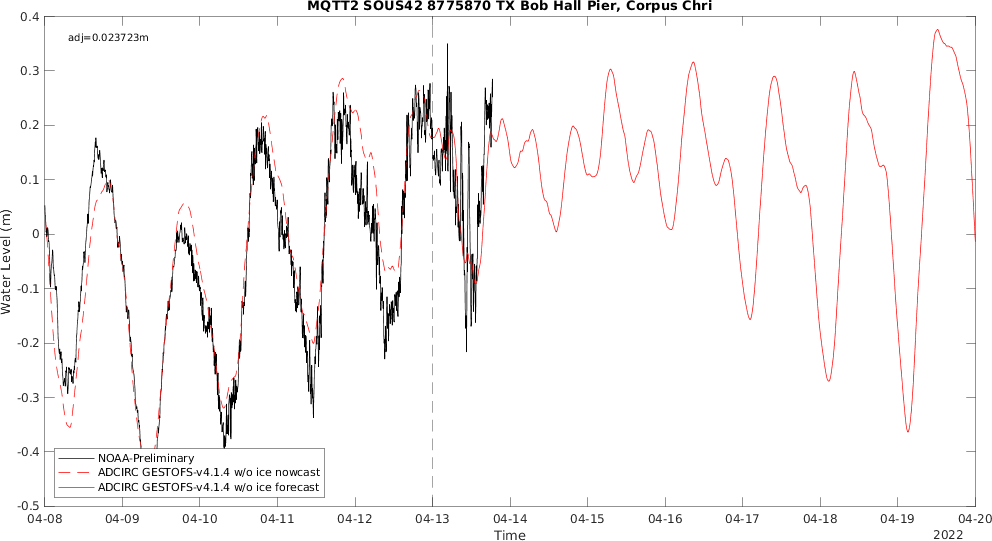 MQTT2 SOUS42 8775870 TX Bob Hall Pier, Corpus Chri
adj=0.023723m
Water Level (m)
0.4
0.3
0.2
0.1
0
-0.1
-0.2
-0.3
-0.4
-0.5
NOAA-Preliminary
ADCIRC GESTOFS-v4.1.4 w/o ice nowcast
ADCIRC GESTOFS-v4.1.4 w/o ice forecast
04-08 04-09 04-10 04-11 04-12 04-13 04-14 04-15 04-16 04-17 04-18 04-19 04-20
Time
2022